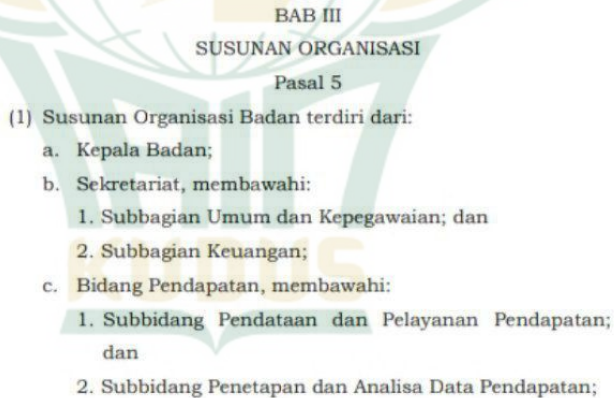 BAB III
SUSUNAN ORGANISASI
Pasal 5
(1) Susunan Organisasi Badan terdiri dari:
a. Kepala Badan;
b. Sekretariat, membawahi:
1. Subbagian Umum dan Kepegawaian; dan
2. Subbagian Keuangan;
c. Bidang Pendapatan, membawahi:
1. Subbidang Pendataan dan Pelayanan Pendapatan;
dan
2. Subbidang Penetapan dan Analisa Data Pendapatan;
KUDUS